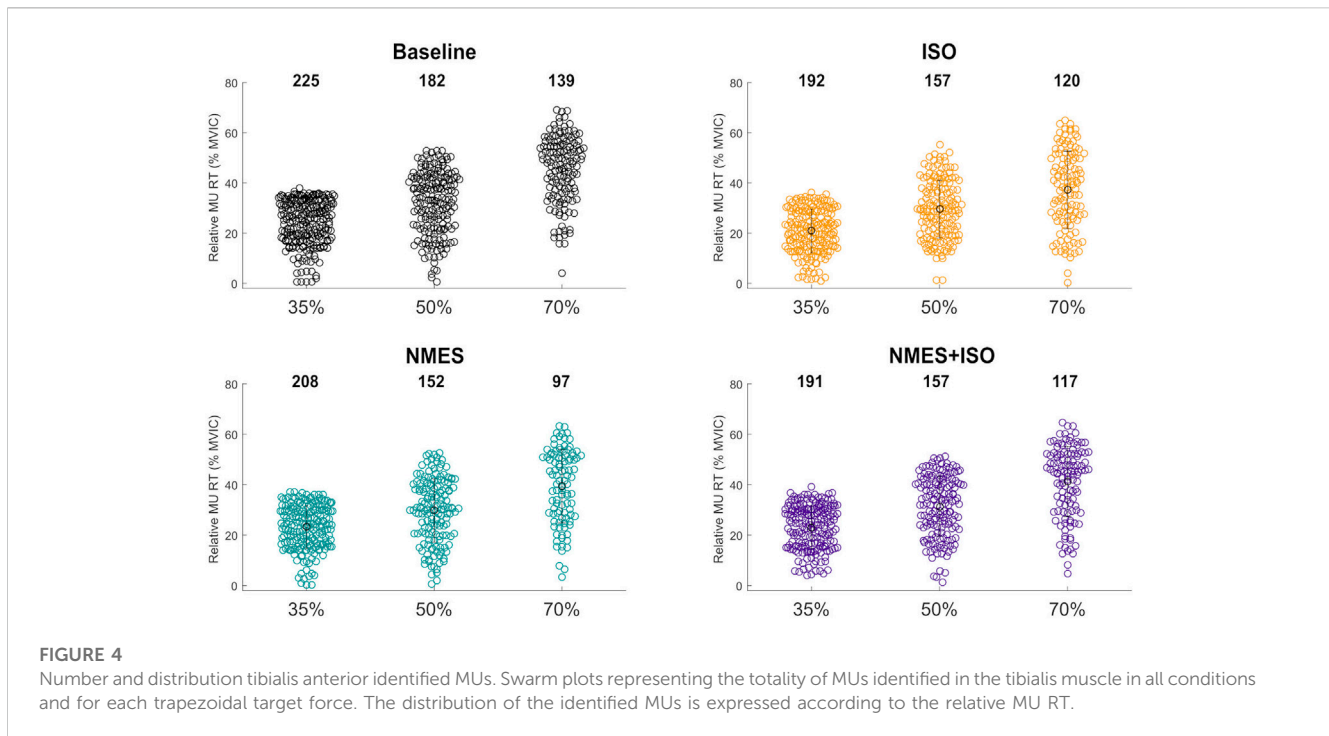 Baseline
225 182 139
Relative MU RT (% MVIC)
80
60
40
20
0
35% 50% 70%
ISO
192 157 120
Relative MU RT (% MVIC)
80
60
40
20
0
35% 50% 70%
NMES
208 152 97
Relative MU RT (% MVIC)
80
60
40
20
0
35% 50% 70%
NMES+ISO
191 157 117
Relative MU RT (% MVIC)
80
60
40
20
0
35% 50% 70%
FIGURE 4
Number and distribution tibialis anterior identified MUs. Swarm plots representing the totality of MUs identified in the tibialis muscle in all conditions
and for each trapezoidal target force. The distribution of the identified MUs is expressed according to the relative MU RT.